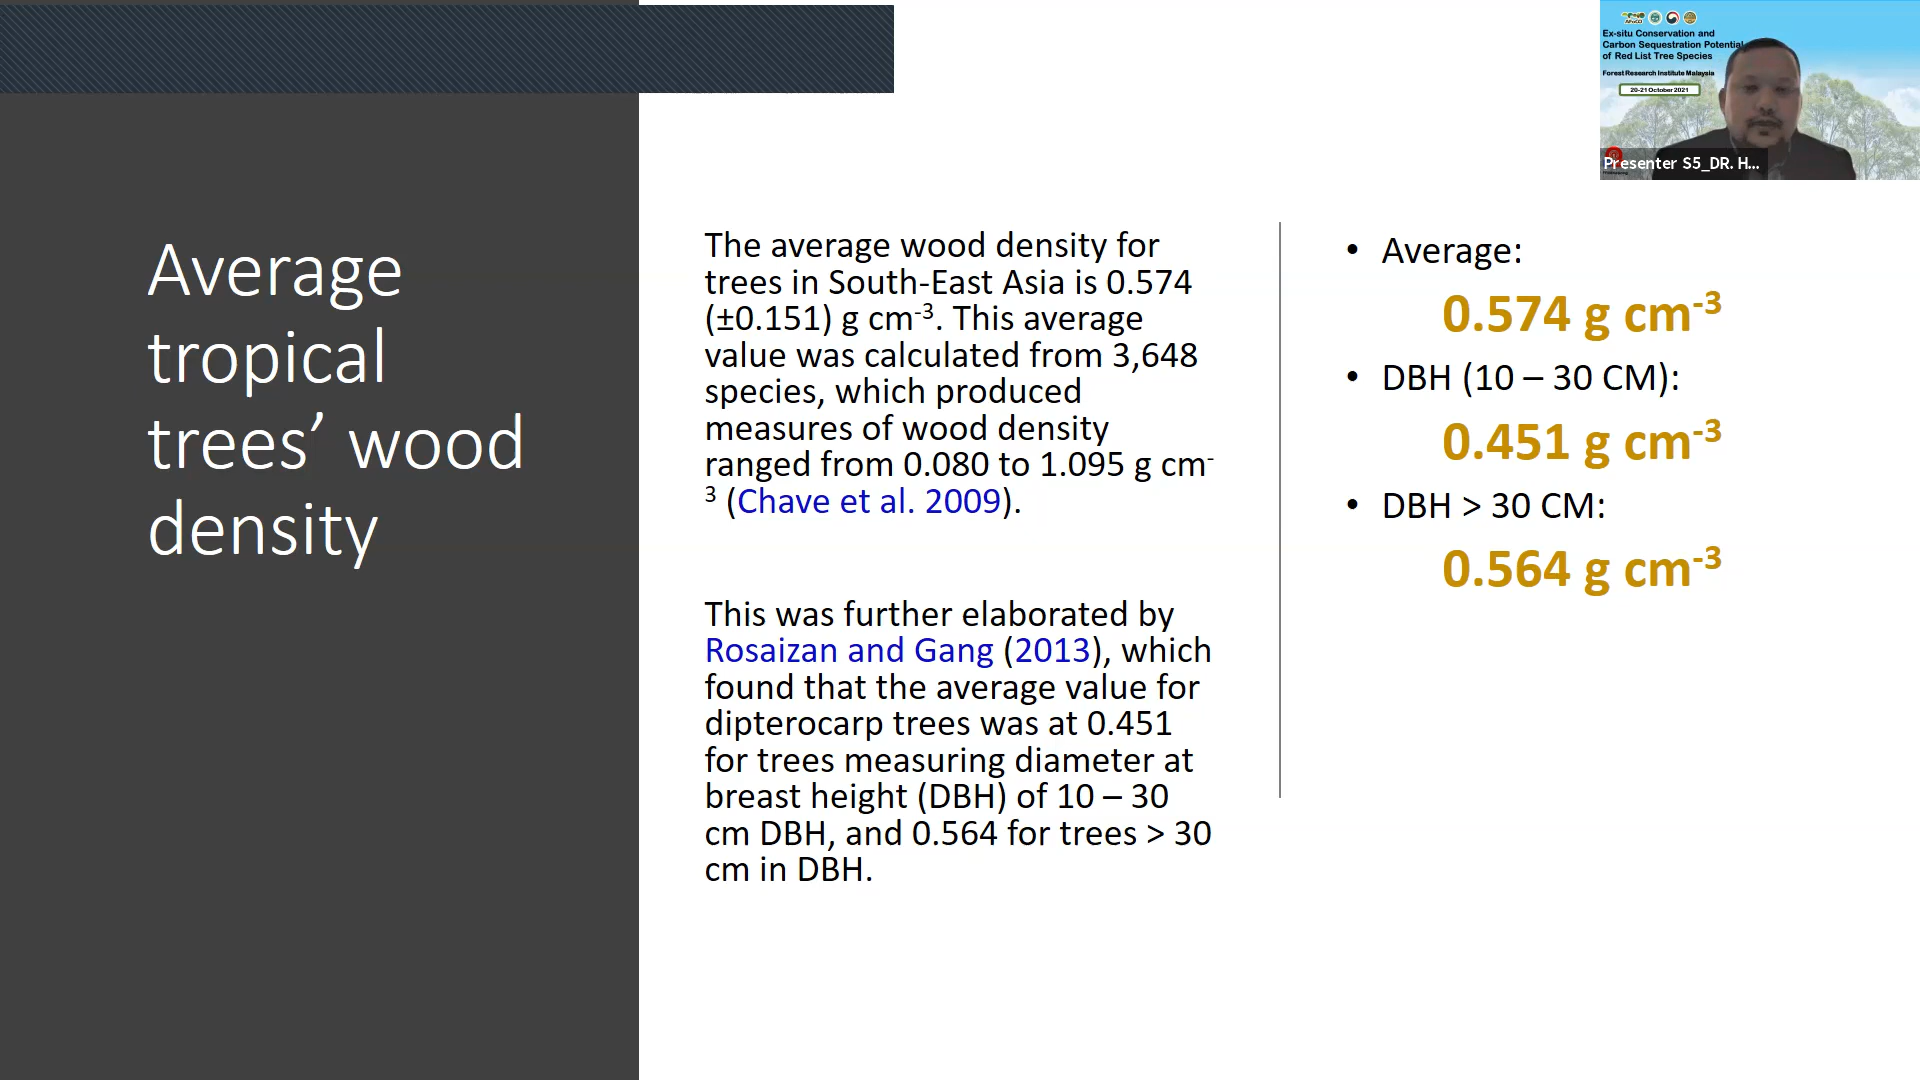 Average
tropical
trees’ wood
density
The average wood density for
trees in South-East Asia is 0.574
(±0.151) g cm-3. This average
value was calculated from 3,648
species, which produced
measures of wood density
ranged from 0.080 to 1.095 g cm-
3 (Chave et al. 2009).
This was further elaborated by
Rosaizan and Gang (2013), which
found that the average value for
dipterocarp trees was at 0.451
for trees measuring diameter at
breast height (DBH) of 10 – 30
cm DBH, and 0.564 for trees > 30
cm in DBH.
• Average:
0.574 g cm-3
• DBH (10 – 30 CM):
0.451 g cm-3
• DBH > 30 CM:
0.564 g cm-3
Ex-situ Conservation and
Carbon Sequestration Potential
of Red List Tree Species
Forest Research Institute Malaysia
20-21 October 2021
Presenter S5_DR. H...